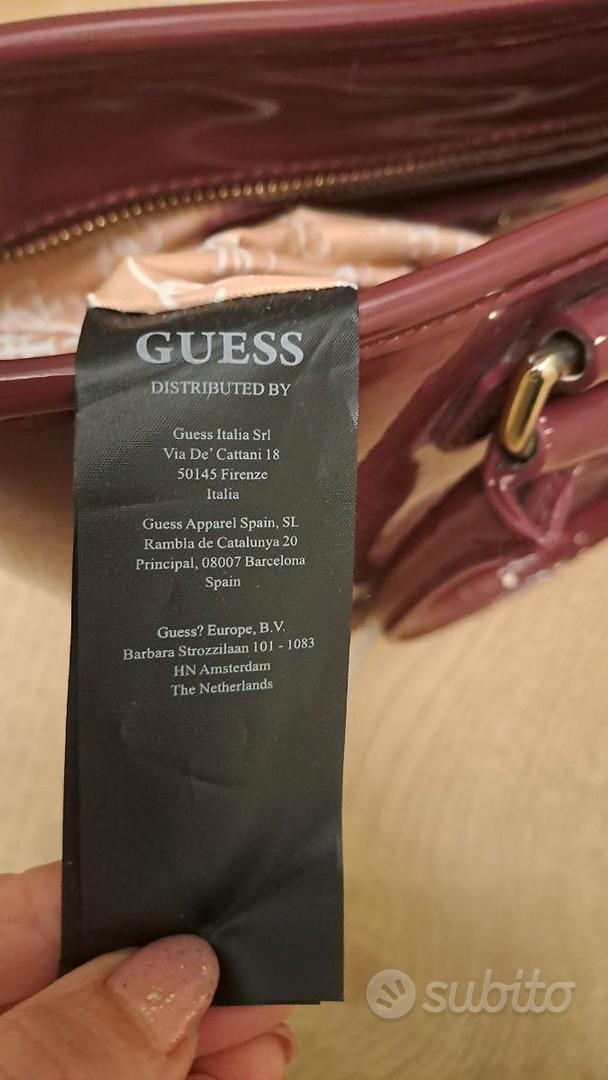 GUESS
DISTRIBUTED BY
Guess Italia Srl
Via De' Cattani 18
50145 Firenze
Italia
Guess Apparel Spain, SL
Rambla de Catalunya 20
Principal, 08007 Barcelona
Spain
Guess? Europe, B.V.
Barbara Strozzilaan 101 - 1083
HN Amsterdam
The Netherlands
subito